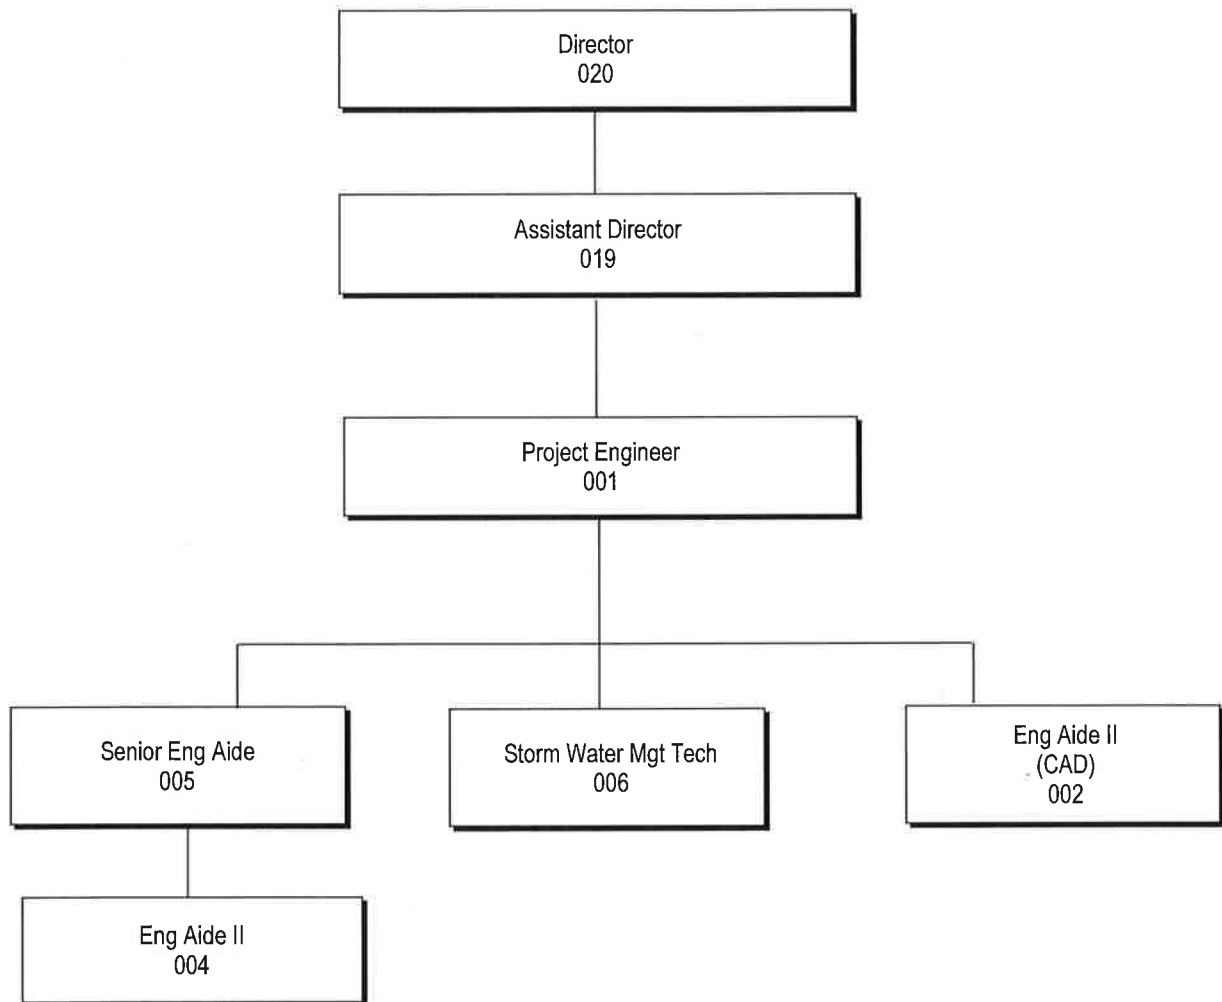 Director
020
Assistant Director
019
Project Engineer
001
Senior Eng Aide
005
Storm Water Mgt Tech
006
Eng Aide II
(CAD)
002
Eng Aide II
004